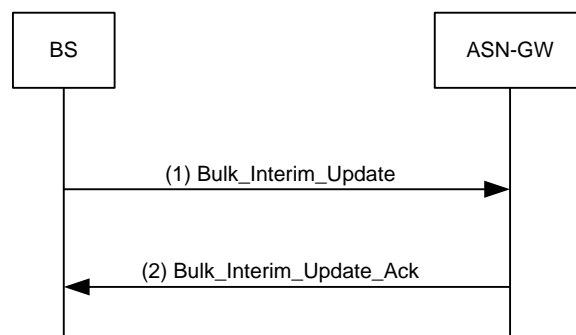 BS
ASN-GW
(1) Bulk_Interim_Update
(2) Bulk_Interim_Update_Ack